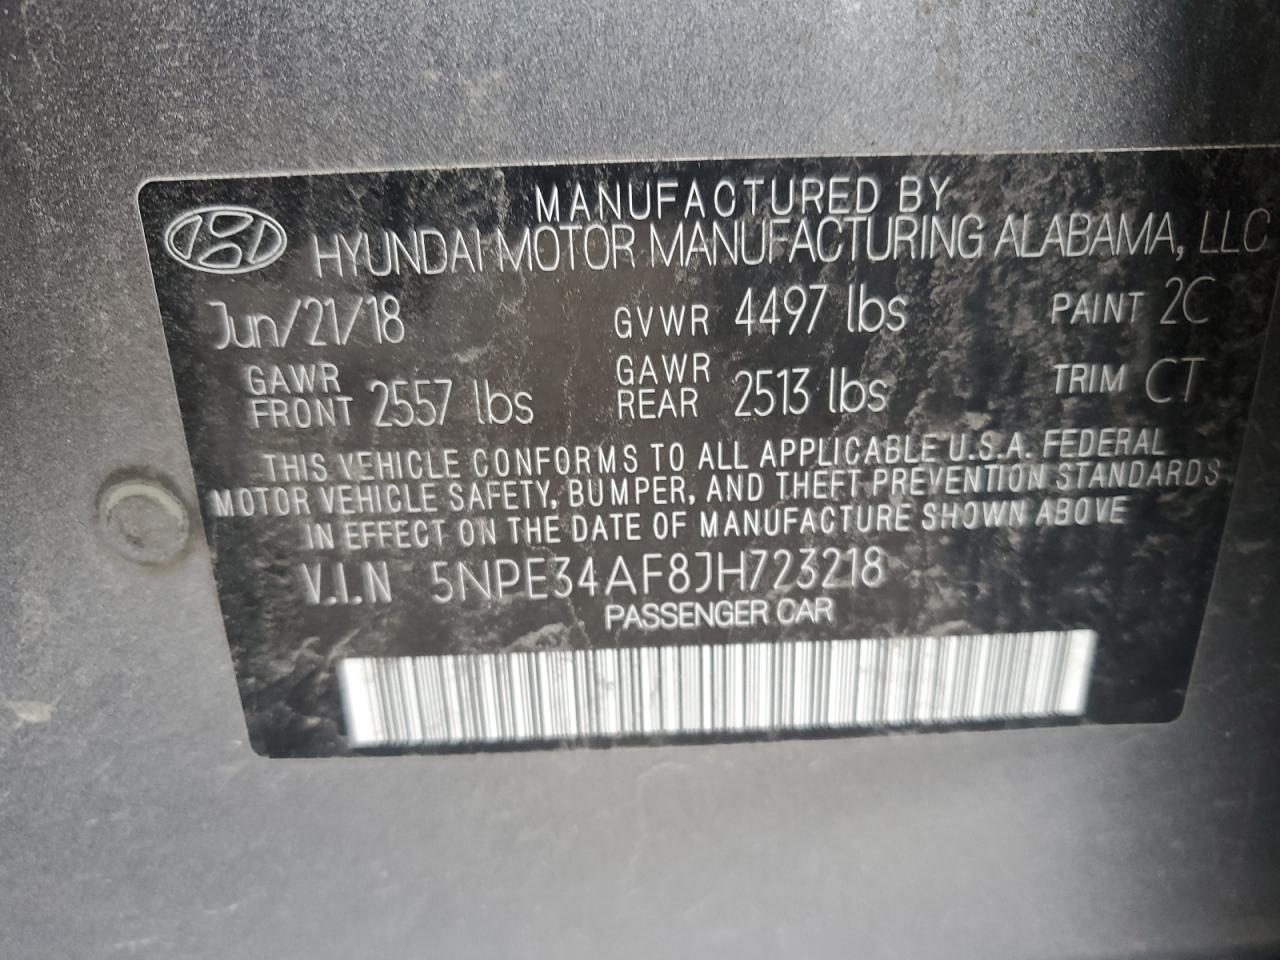 MANUFACTURED BY
HYUNDAI MOTOR MANUFACTURING ALABAMA, LLC
Jun/21/18 GVWR 4497 lbs PAINT 2C
GAWR FRONT 2557 lbs GAWR REAR 2513 lbs TRIM CT
THIS VEHICLE CONFORMS TO ALL APPLICABLE U.S.A. FEDERAL
MOTOR VEHICLE SAFETY, BUMPER, AND THEFT PREVENTION STANDARDS
IN EFFECT ON THE DATE OF MANUFACTURE SHOWN ABOVE
V.I.N 5NPE34AF8JH723218
PASSENGER CAR